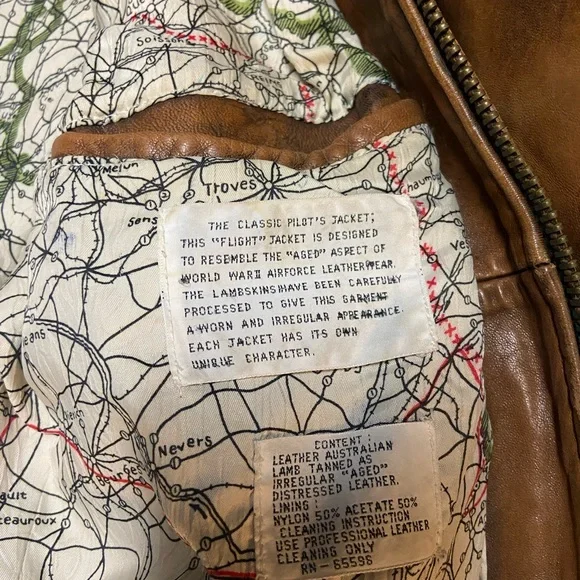 Soissons
Melun
Troyes
Sens
THE CLASSIC PILOT'S JACKET;
THIS "FLIGHT" JACKET IS DESIGNED
TO RESEMBLE THE "AGED" ASPECT OF
WORLD WAR II AIRFORCE LEATHERWEAR.
THE LAMBSKINS HAVE BEEN CAREFULLY
PROCESSED TO GIVE THIS GARMENT
A WORN AND IRREGULAR APPEARANCE.
EACH JACKET HAS ITS OWN
UNIQUE CHARACTER.
Nevers
CONTENT :
LEATHER AUSTRALIAN
LAMB TANNED AS
IRREGULAR "AGED"
DISTRESSED LEATHER.
LINING :
NYLON 50% ACETATE 50%
CLEANING INSTRUCTION
USE PROFESSIONAL LEATHER
CLEANING ONLY
RN - 65596